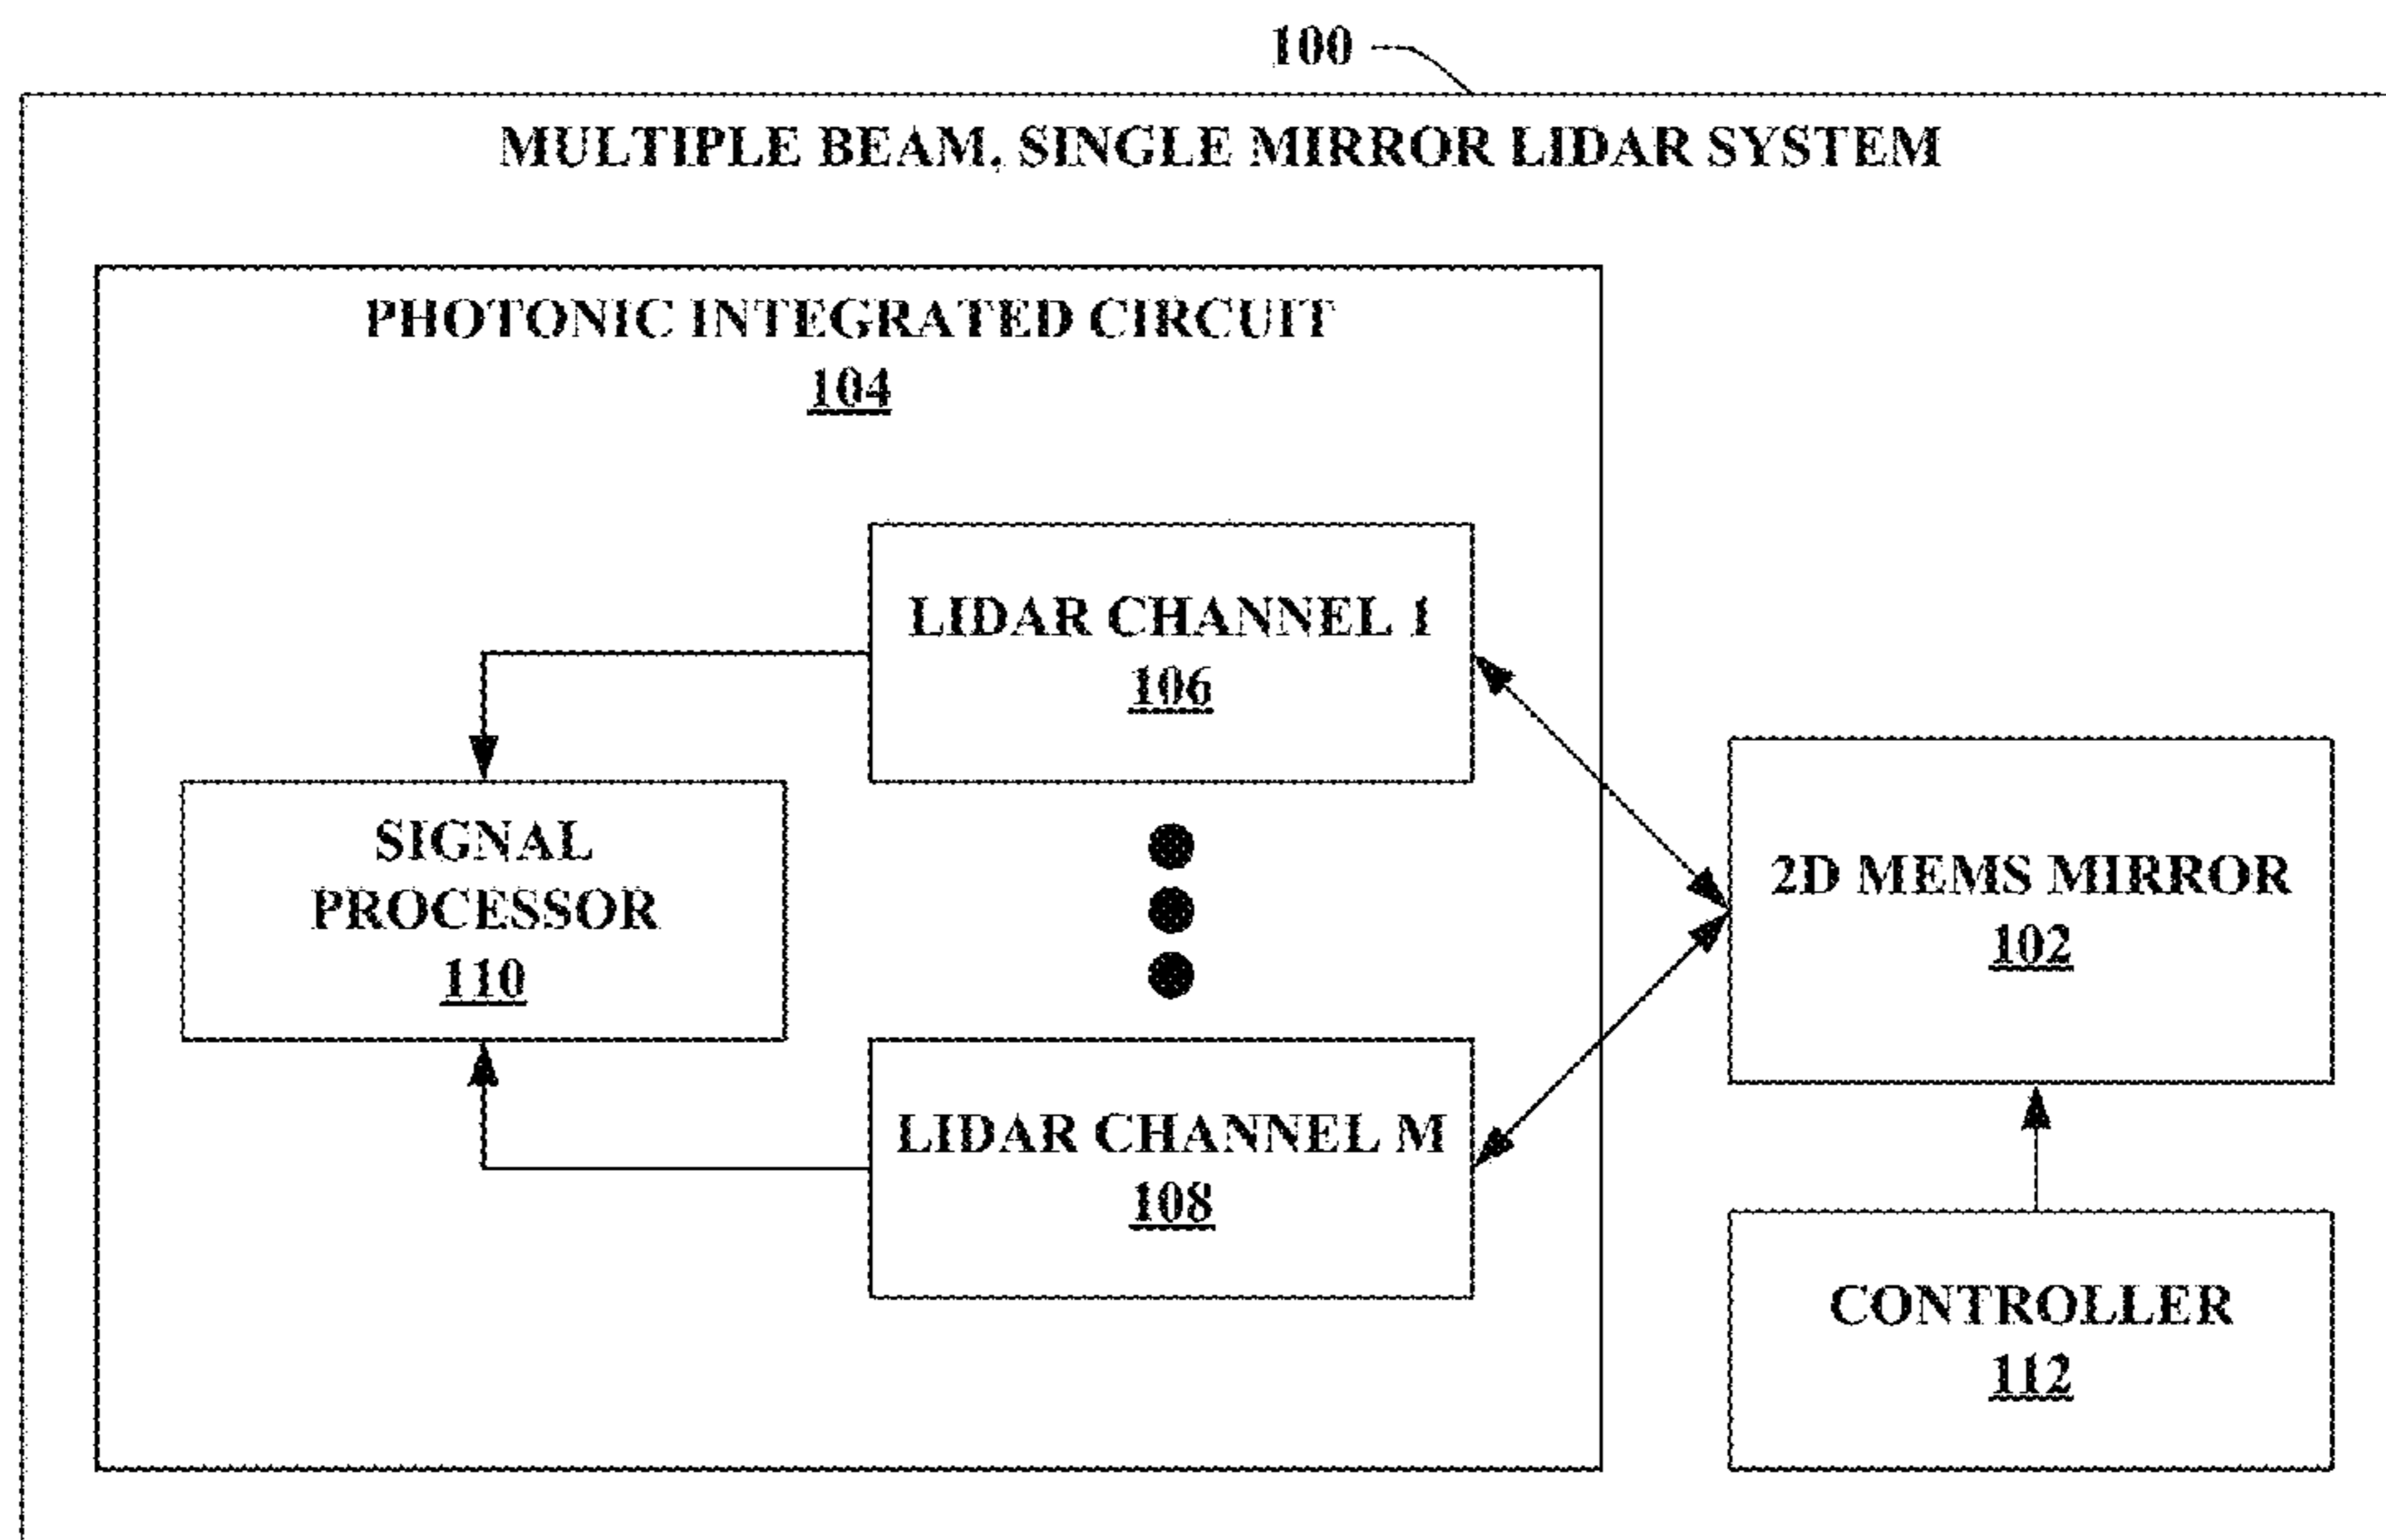 100
MULTIPLE BEAM, SINGLE MIRROR LIDAR SYSTEM
PHOTONIC INTEGRATED CIRCUIT
104
LIDAR CHANNEL 1
106
SIGNAL
PROCESSOR
110
2D MEMS MIRROR
102
LIDAR CHANNEL M
108
CONTROLLER
112